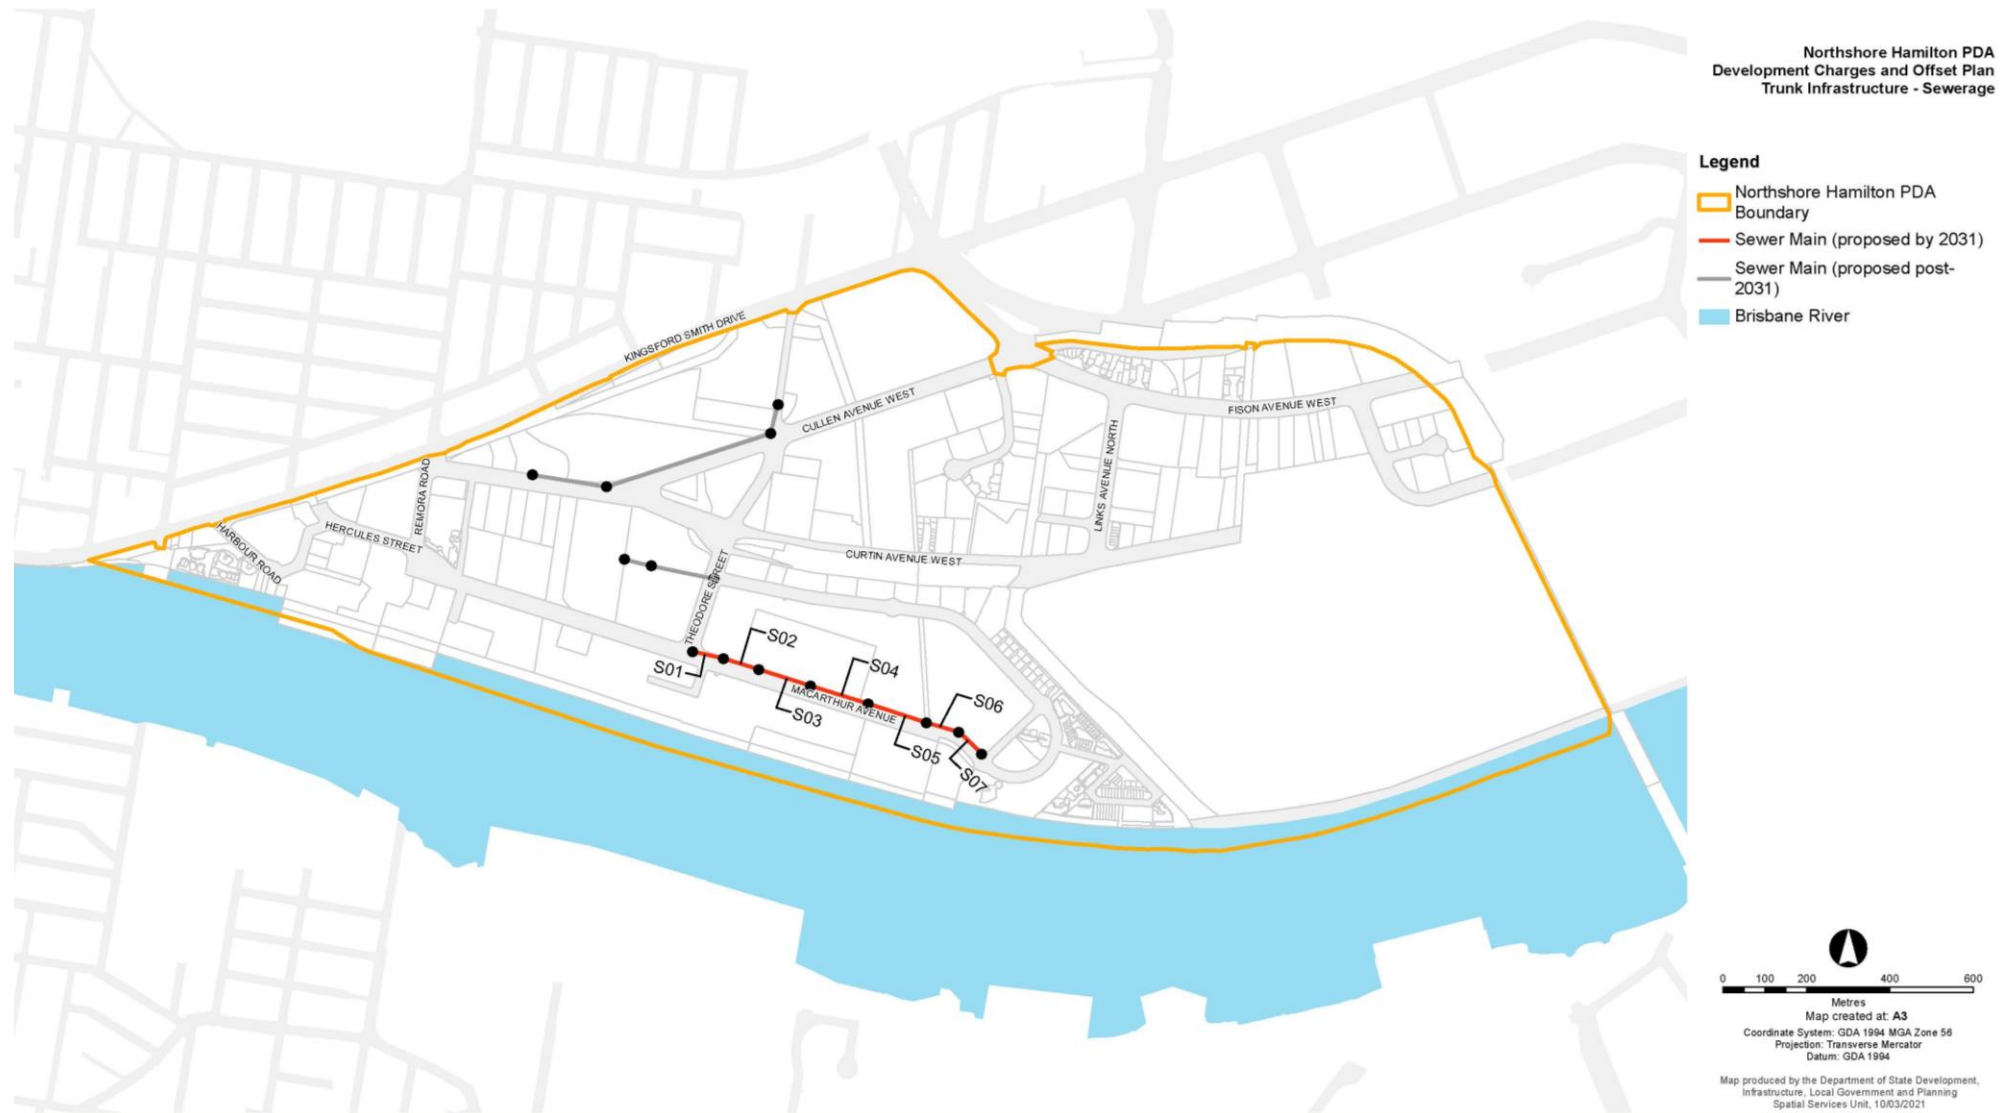 Northshore Hamilton PDA
Development Charges and Offset Plan
Trunk Infrastructure - Sewerage
Legend
Northshore Hamilton PDA
Boundary
Sewer Main (proposed by 2031)
Sewer Main (proposed post-
2031)
Brisbane River
KINGSFORD SMITH DRIVE
CULLEN AVENUE WEST
FISON AVENUE WEST
LINKS AVENUE NORTH
REMORA ROAD
HERCULES STREET
HARBOUR ROAD
CURTIN AVENUE WEST
THEODORE STREET
S01
S02
S03
S04
MACARTHUR AVENUE
S05
S06
S07
0 100 200 400 600
Metres
Map created at: A3
Coordinate System: GDA 1994 MGA Zone 56
Projection: Transverse Mercator
Datum: GDA 1994
Map produced by the Department of State Development,
Infrastructure, Local Government and Planning
Spatial Services Unit, 10/03/2021